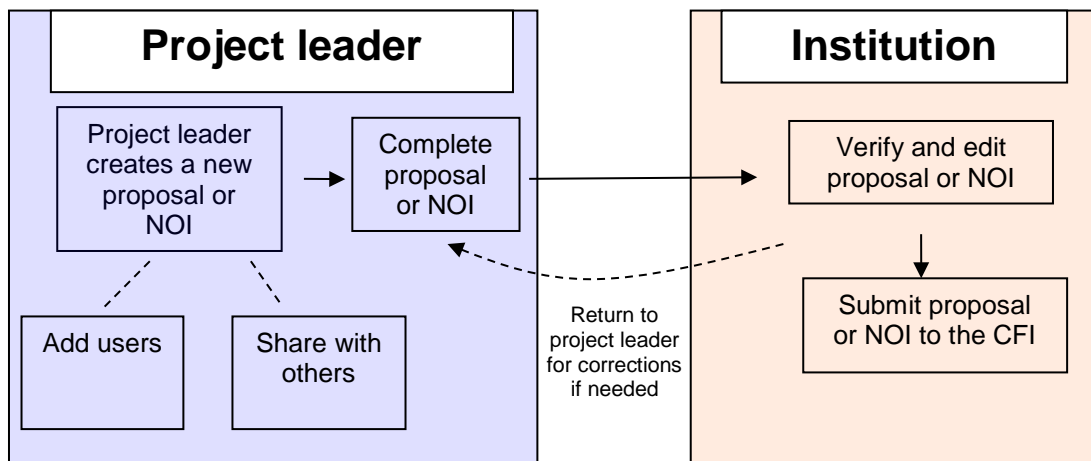 Project leader
Institution
Project leader
creates a new
proposal or
NOI
Complete
proposal
or NOI
Verify and edit
proposal or NOI
Add users
Share with
others
Return to
project leader
for corrections
if needed
Submit proposal
or NOI to the CFI